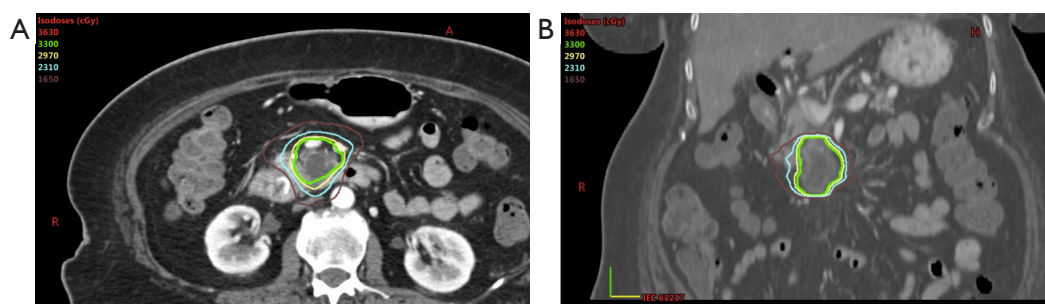 A
Isodoses (cGy)
3630
3300
2970
2310
1650
A
R
B
Isodoses (cGy)
3630
3300
2970
2310
1650
H
R
IEC 61217